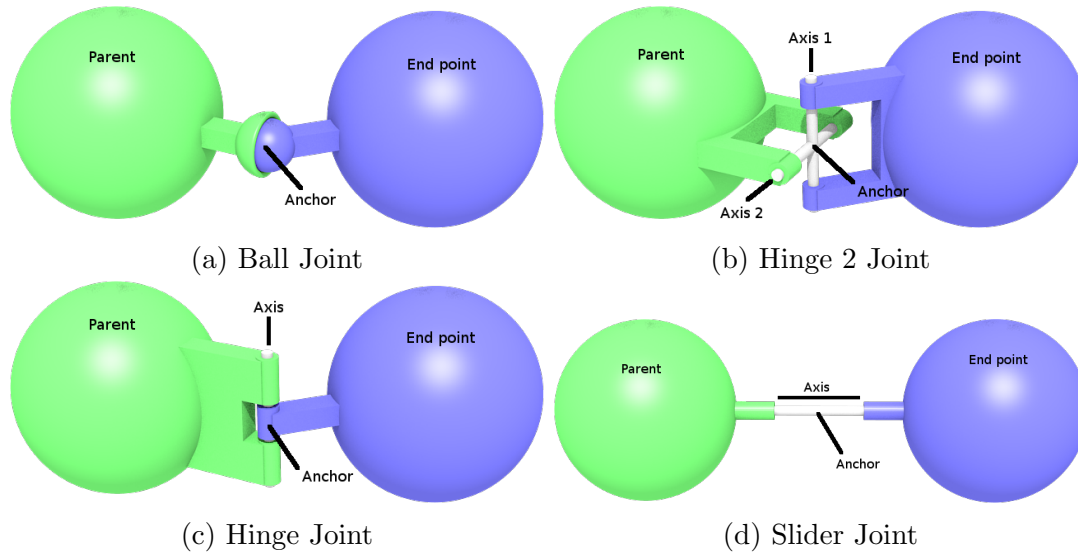 Parent
End point
Anchor
(a) Ball Joint
Axis 1
Parent
End point
Axis 2
Anchor
(b) Hinge 2 Joint
Axis
Parent
End point
Anchor
(c) Hinge Joint
Parent
Axis
End point
Anchor
(d) Slider Joint